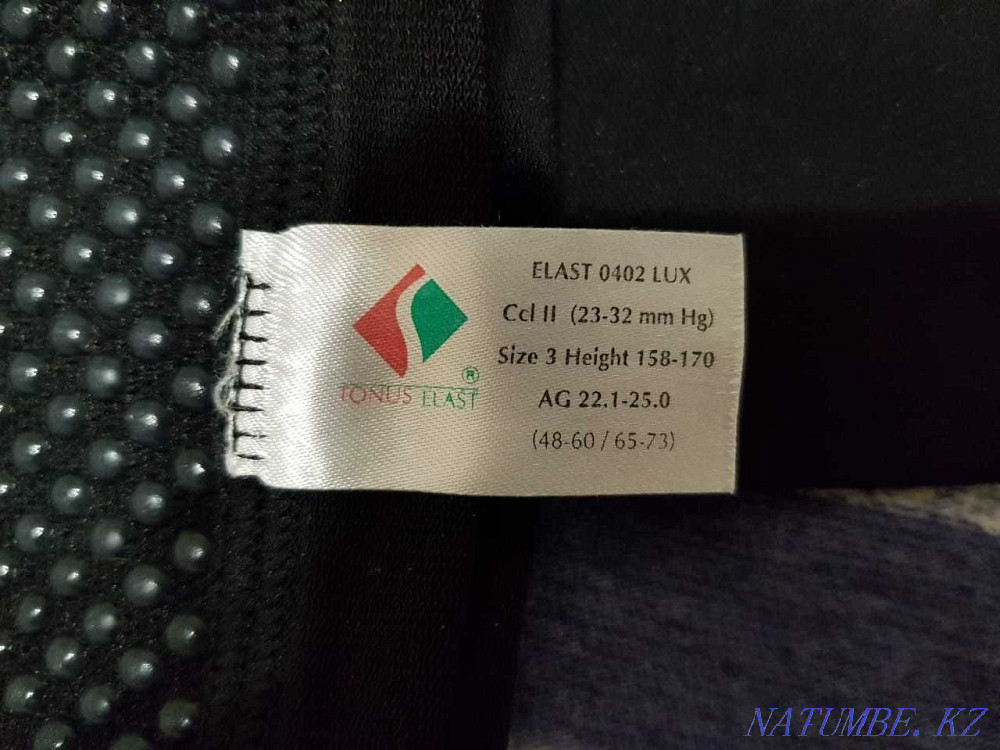 ELAST 0402 LUX
Ccl II (23-32 mm Hg)
Size 3 Height 158-170
AG 22.1-25.0
(48-60 / 65-73)
®
TONUS ELAST
NATUMBE. KZ